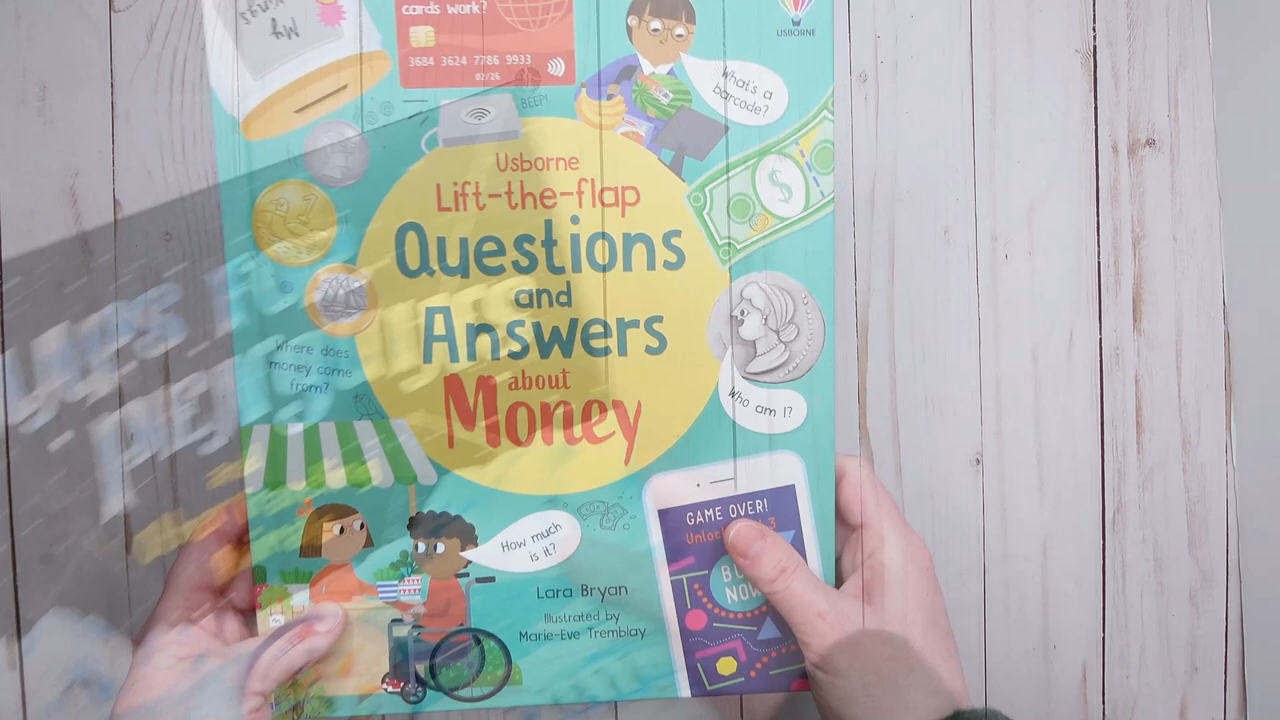 cards work?
3684 3624 7786 9933
02/26
BEEP!
What's a
barcode?
USBORNE
$
1
Usborne
Lift-the-flap
Questions
and
Answers
about
Money
Where does
money come
from?
Who am I?
GAME OVER!
How much
is it?
Lara Bryan
Illustrated by
Marie-Eve Tremblay
NOW